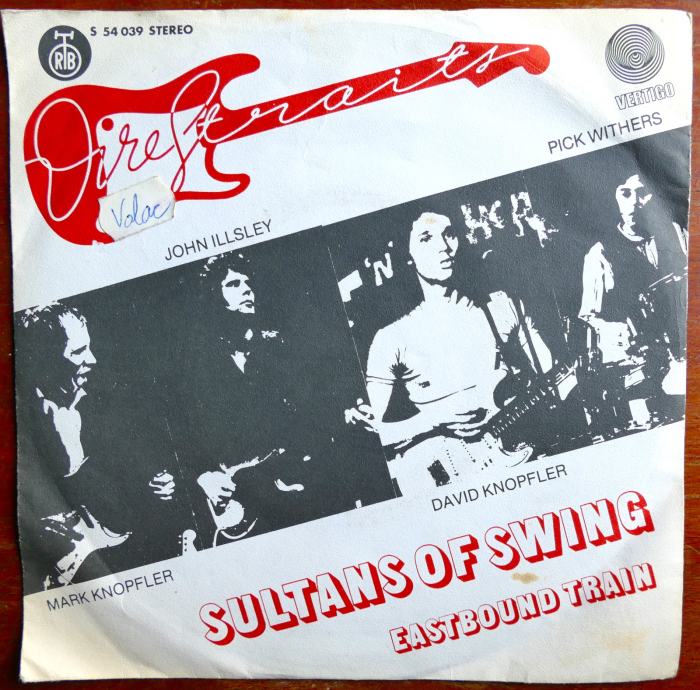 S 54 039 STEREO
RTB
Dire Straits
VERTIGO
PICK WITHERS
Volac
JOHN ILLSLEY
'N'
DAVID KNOPFLER
MARK KNOPFLER
SULTANS OF SWING
EASTBOUND TRAIN